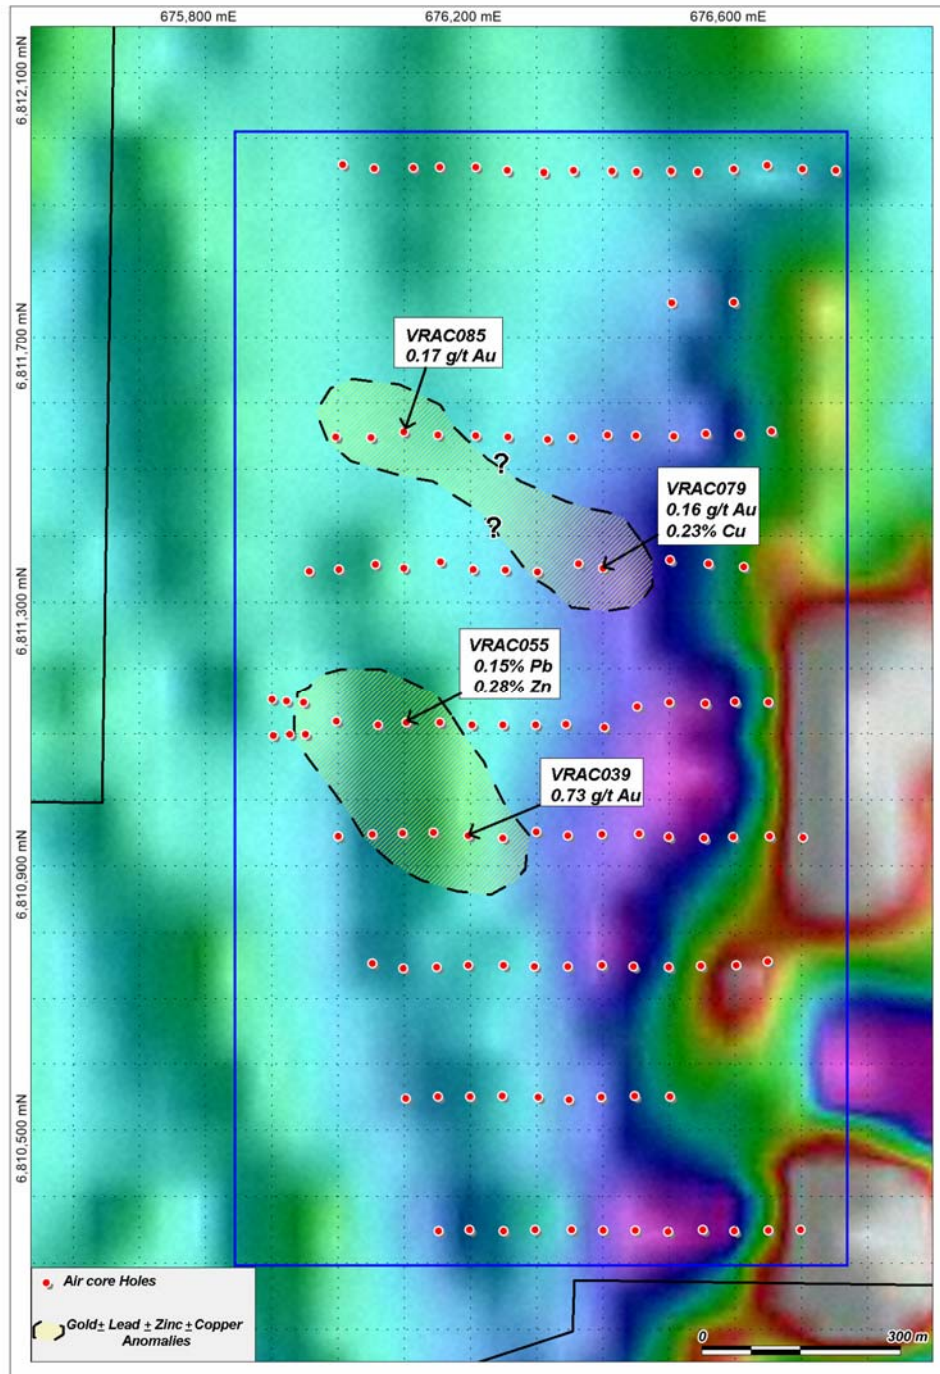 675,800 mE
676,200 mE
676,600 mE
6,812,100 mN
6,811,700 mN
6,811,300 mN
6,810,900 mN
6,810,500 mN
VRAC085
0.17 g/t Au
?
?
VRAC079
0.16 g/t Au
0.23% Cu
VRAC055
0.15% Pb
0.28% Zn
VRAC039
0.73 g/t Au
Air core Holes
Gold ± Lead ± Zinc ± Copper
Anomalies
0 300 m